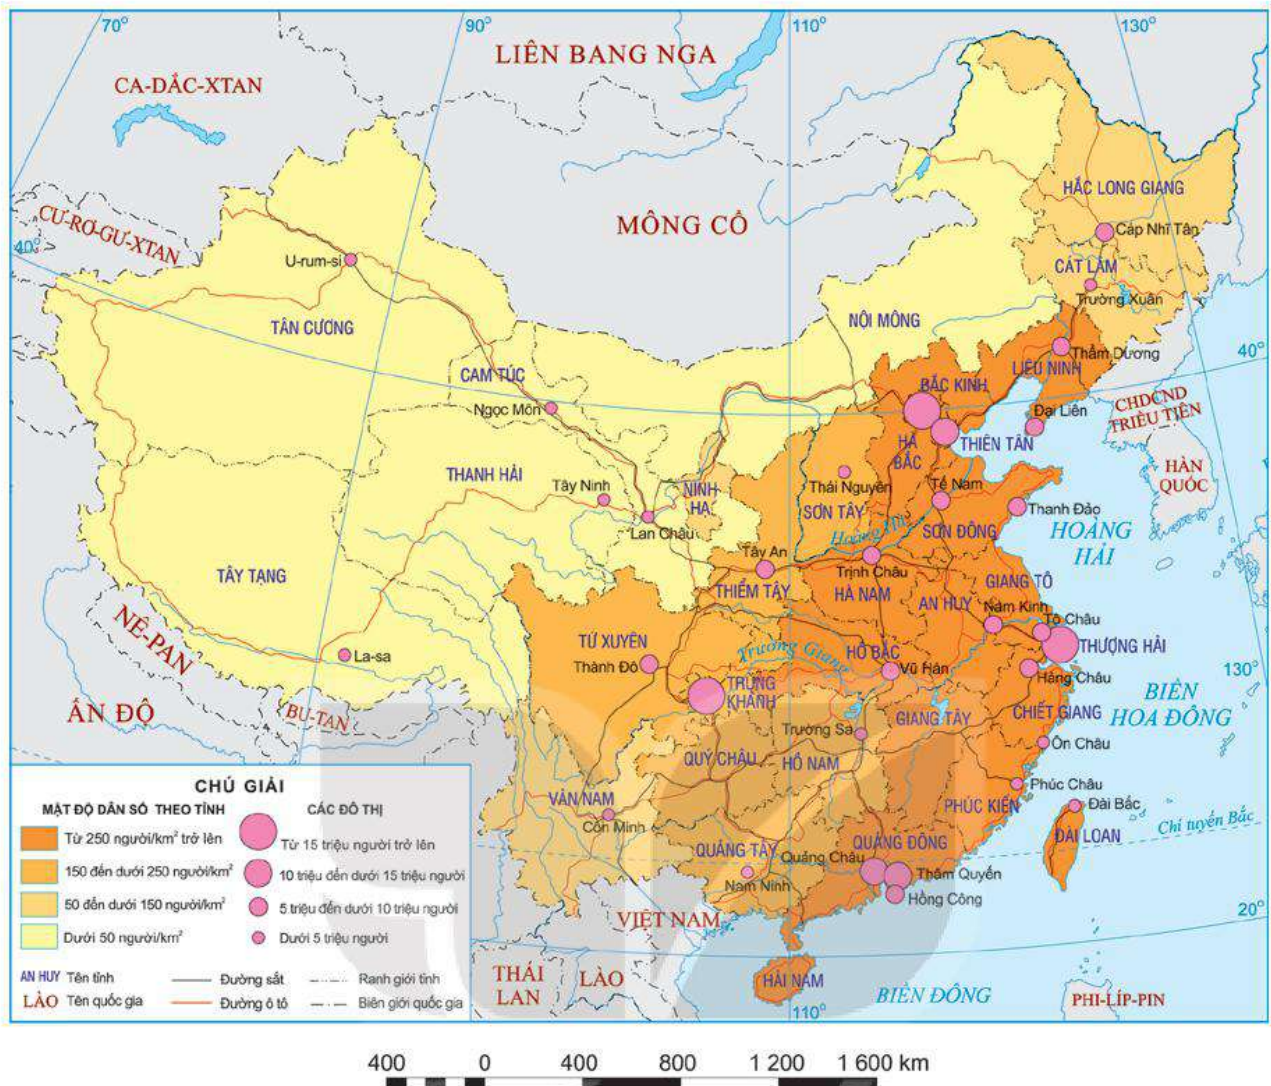 70°
90°
110°
130°
LIÊN BANG NGA
CA-DẮC-XTAN
HẮC LONG GIANG
CƯ-RƠ-GƯ-XTAN
MÔNG CỔ
Cáp Nhĩ Tân
40°
U-rum-si
CÁT LÂM
Trường Xuân
TÂN CƯƠNG
NỘI MÔNG
40°
Thẩm Dương
CAM TÚC
LIÊU NINH
BẮC KINH
Ngọc Môn
Đại Liên
CHDCND
TRIỀU TIÊN
HÀ
BẮC
THIÊN TÂN
THANH HẢI
HÀN
QUỐC
Tây Ninh
NINH
HẠ
Thái Nguyên
Tế Nam
SƠN TÂY
Thanh Đảo
Lan Châu
Hoàng Hà
SƠN ĐÔNG
HOÀNG
HẢI
Tây An
TÂY TẠNG
Trịnh Châu
THIỂM TÂY
HÀ NAM
GIANG TÔ
AN HUY
Nam Kinh
Tô Châu
NÊ-PAN
TỨ XUYÊN
THƯỢNG HẢI
La-sa
Thành Đô
Trường Giang
HỒ BẮC
Vũ Hán
Hàng Châu
130°
TRÙNG
KHÁNH
BIỂN
HOA ĐÔNG
ẤN ĐỘ
BU-TAN
CHIẾT GIANG
GIANG TÂY
Trường Sa
Ôn Châu
QUÝ CHÂU
HỒ NAM
Phúc Châu
VÂN NAM
PHÚC KIẾN
Đài Bắc
Côn Minh
Chí tuyến Bắc
ĐÀI LOAN
QUẢNG TÂY
Quảng Châu
QUẢNG ĐÔNG
Thâm Quyến
Nam Ninh
Hồng Công
VIỆT NAM
20°
THÁI
LAN
LÀO
HẢI NAM
BIỂN ĐÔNG
PHI-LÍP-PIN
110°
CHÚ GIẢI
MẬT ĐỘ DÂN SỐ THEO TỈNH
CÁC ĐÔ THỊ
Từ 250 người/km² trở lên
Từ 15 triệu người trở lên
150 đến dưới 250 người/km²
10 triệu đến dưới 15 triệu người
50 đến dưới 150 người/km²
5 triệu đến dưới 10 triệu người
Dưới 50 người/km²
Dưới 5 triệu người
AN HUY Tên tỉnh
Đường sắt
Ranh giới tỉnh
LÀO Tên quốc gia
Đường ô tô
Biên giới quốc gia
400 0 400 800 1 200 1 600 km